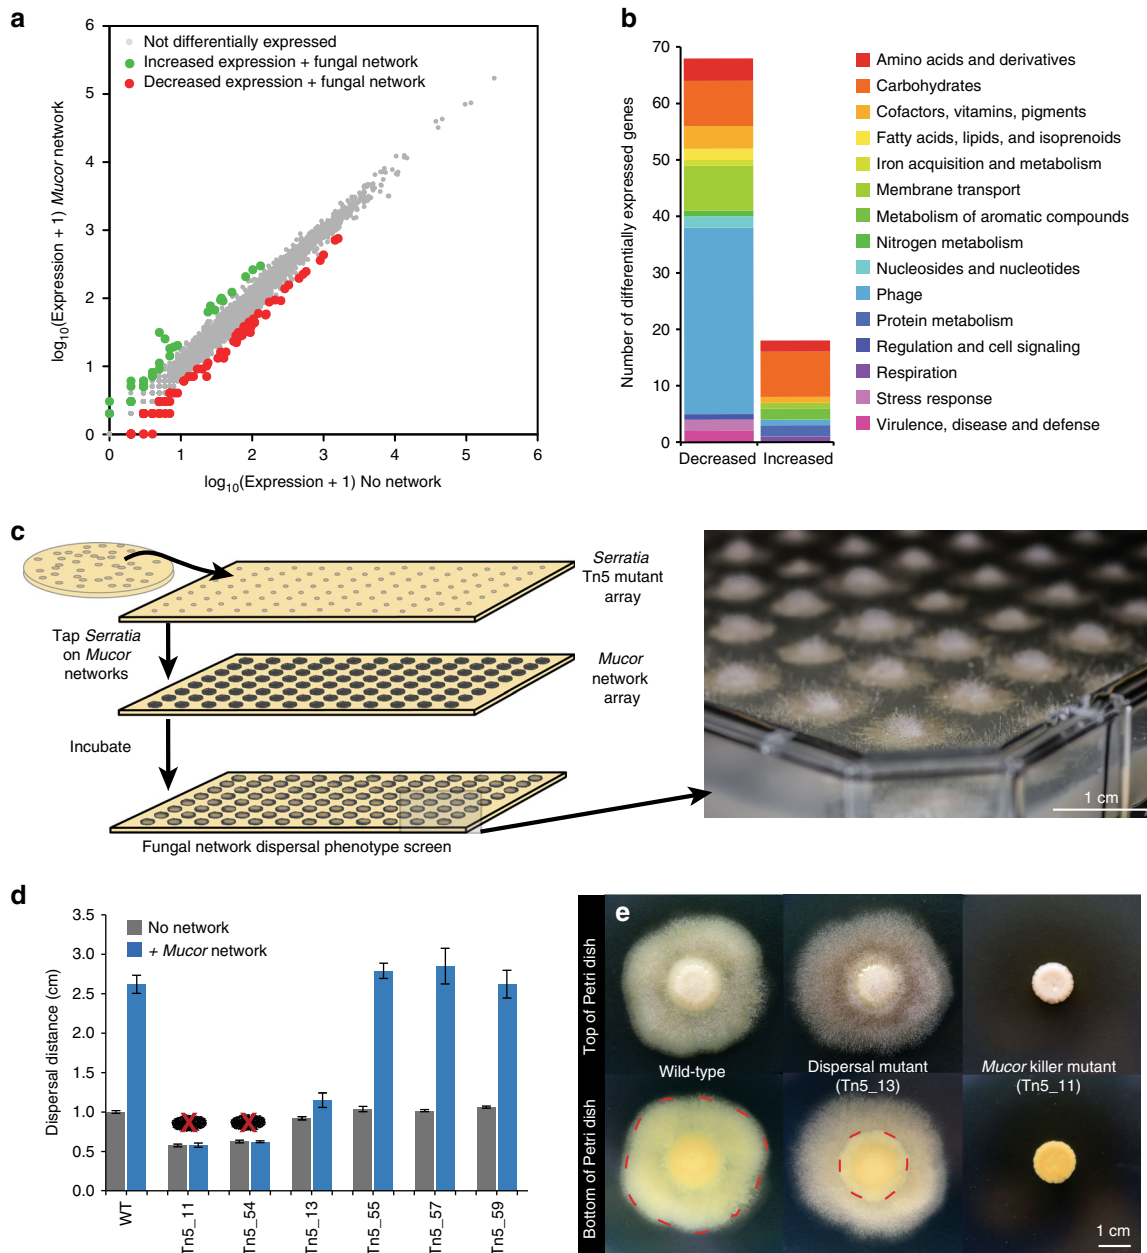 a
6
5
4
3
2
1
0
0 1 2 3 4 5 6
log10(Expression + 1) Mucor network
log10(Expression + 1) No network
Not differentially expressed
Increased expression + fungal network
Decreased expression + fungal network
b
70
60
50
40
30
20
10
0
Number of differentially expressed genes
Decreased Increased
Amino acids and derivatives
Carbohydrates
Cofactors, vitamins, pigments
Fatty acids, lipids, and isoprenoids
Iron acquisition and metabolism
Membrane transport
Metabolism of aromatic compounds
Nitrogen metabolism
Nucleosides and nucleotides
Phage
Protein metabolism
Regulation and cell signaling
Respiration
Stress response
Virulence, disease and defense
c
Serratia
Tn5 mutant
array
Tap Serratia
on Mucor
networks
Mucor
network
array
Incubate
Fungal network dispersal phenotype screen
1 cm
d
No network
+ Mucor network
3.5
3.0
2.5
2.0
1.5
1.0
0.5
0.0
Dispersal distance (cm)
X
X
WT
Tn5_11
Tn5_54
Tn5_13
Tn5_55
Tn5_57
Tn5_59
e
Top of Petri dish
Bottom of Petri dish
Wild-type
Dispersal mutant
(Tn5_13)
Mucor killer mutant
(Tn5_11)
1 cm